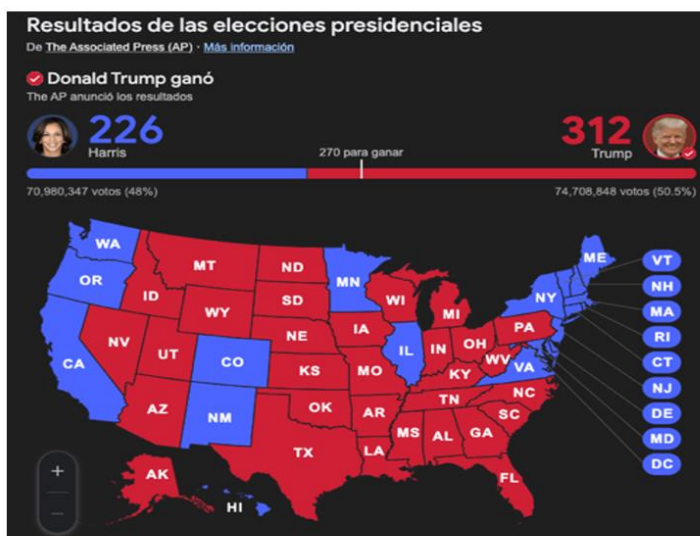 Resultados de las elecciones presidenciales
De The Associated Press (AP) · Más información
Donald Trump ganó
The AP anunció los resultados
226
Harris
270 para ganar
312
Trump
70,980,347 votos (48%)
74,708,848 votos (50.5%)
WA
MT
ND
MN
ME
VT
OR
ID
SD
WI
NY
NH
WY
MI
MA
NE
IA
PA
RI
NV
UT
CO
IL
IN
OH
CT
CA
KS
MO
WV
VA
NJ
KY
DE
AZ
NM
OK
AR
TN
NC
MD
SC
DC
TX
LA
MS
AL
GA
AK
FL
HI
+
−